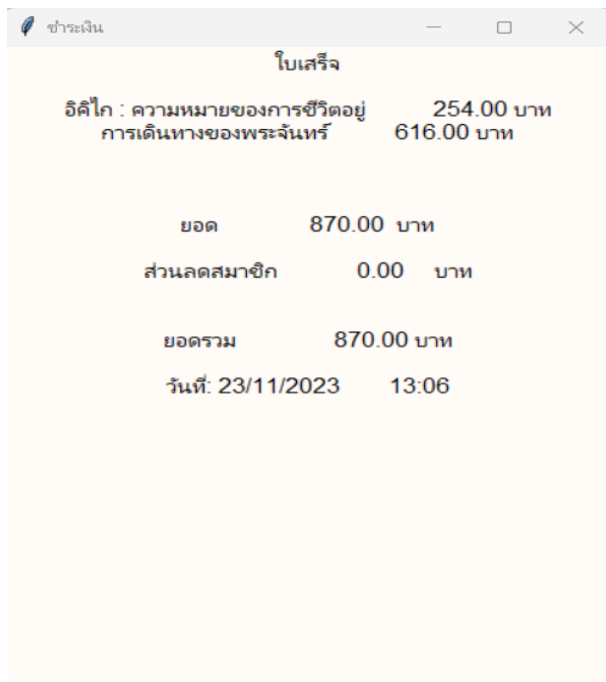 ชำระเงิน
ใบเสร็จ
อิคิไก : ความหมายของการชีวิตอยู่ 254.00 บาท
การเดินทางของพระจันทร์ 616.00 บาท
ยอด 870.00 บาท
ส่วนลดสมาชิก 0.00 บาท
ยอดรวม 870.00 บาท
วันที่: 23/11/2023 13:06